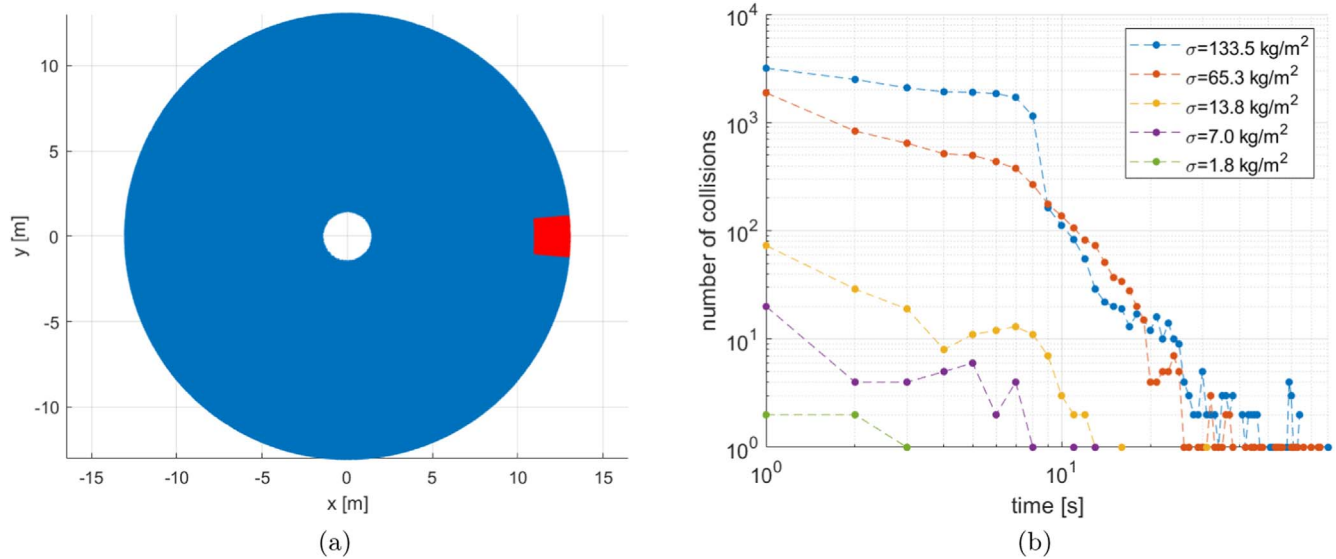 10
5
0
-5
-10
y [m]
-15
-10
-5
0
5
10
15
x [m]
(a)
10^4
10^3
10^2
10^1
10^0
number of collisions
σ=133.5 kg/m^2
σ=65.3 kg/m^2
σ=13.8 kg/m^2
σ=7.0 kg/m^2
σ=1.8 kg/m^2
10^0
10^1
time [s]
(b)